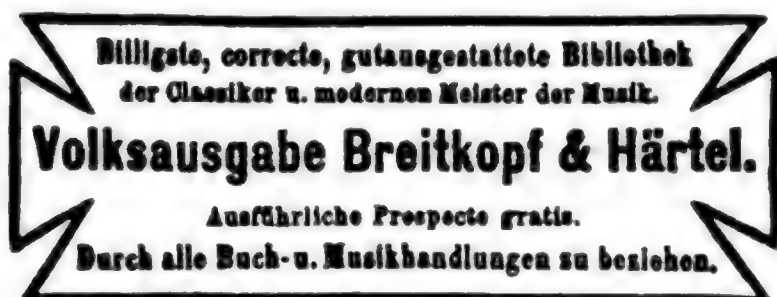 Billigste, correcte, gutausgestattete Bibliothek
der Classiker u. modernen Meister der Musik.
Volksausgabe Breitkopf & Härtel.
Ausführliche Prospecte gratis.
Durch alle Buch- u. Musikhandlungen zu beziehen.